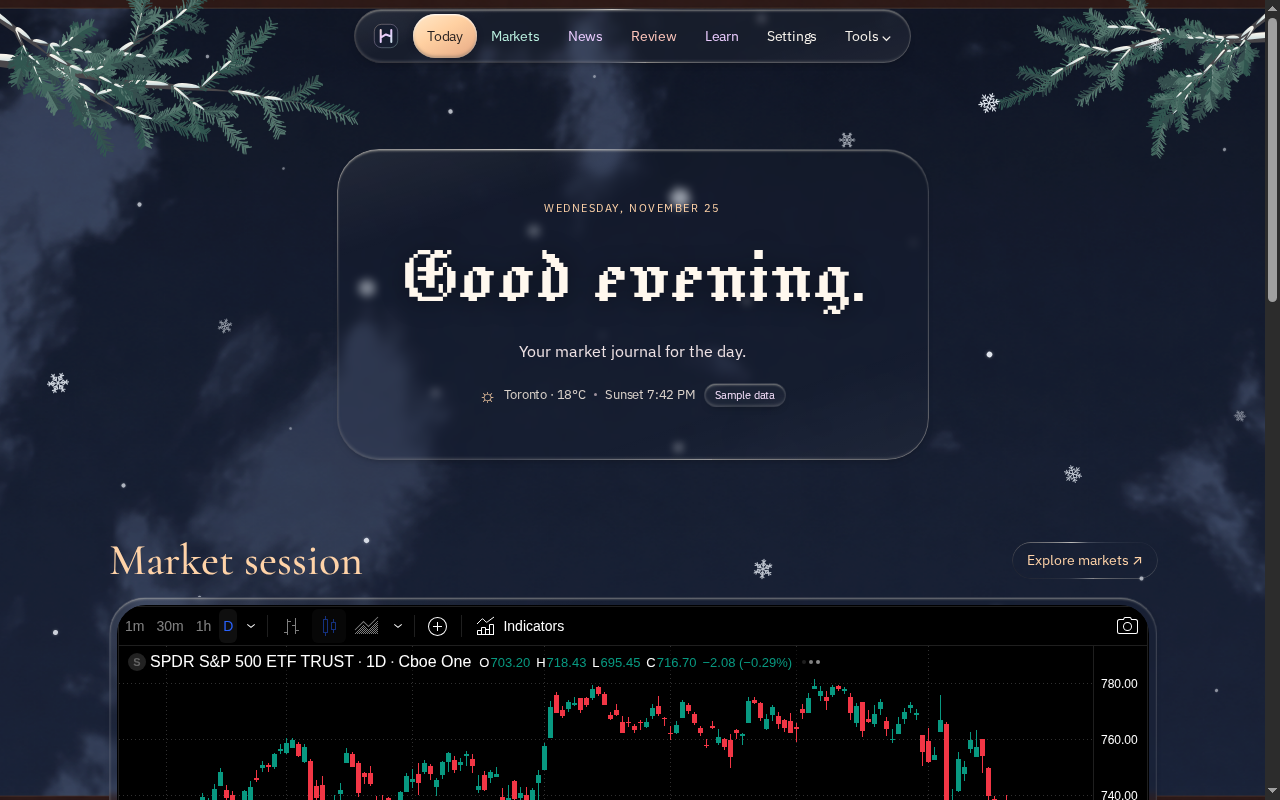 H Today Markets News Review Learn Settings Tools
WEDNESDAY, NOVEMBER 25
Good evening.
Your market journal for the day.
Toronto · 18°C • Sunset 7:42 PM Sample data
Market session
Explore markets ↗
1m 30m 1h D Indicators
S SPDR S&P 500 ETF TRUST · 1D · Cboe One O703.20 H718.43 L695.45 C716.70 −2.08 (−0.29%)
780.00
760.00
740.00